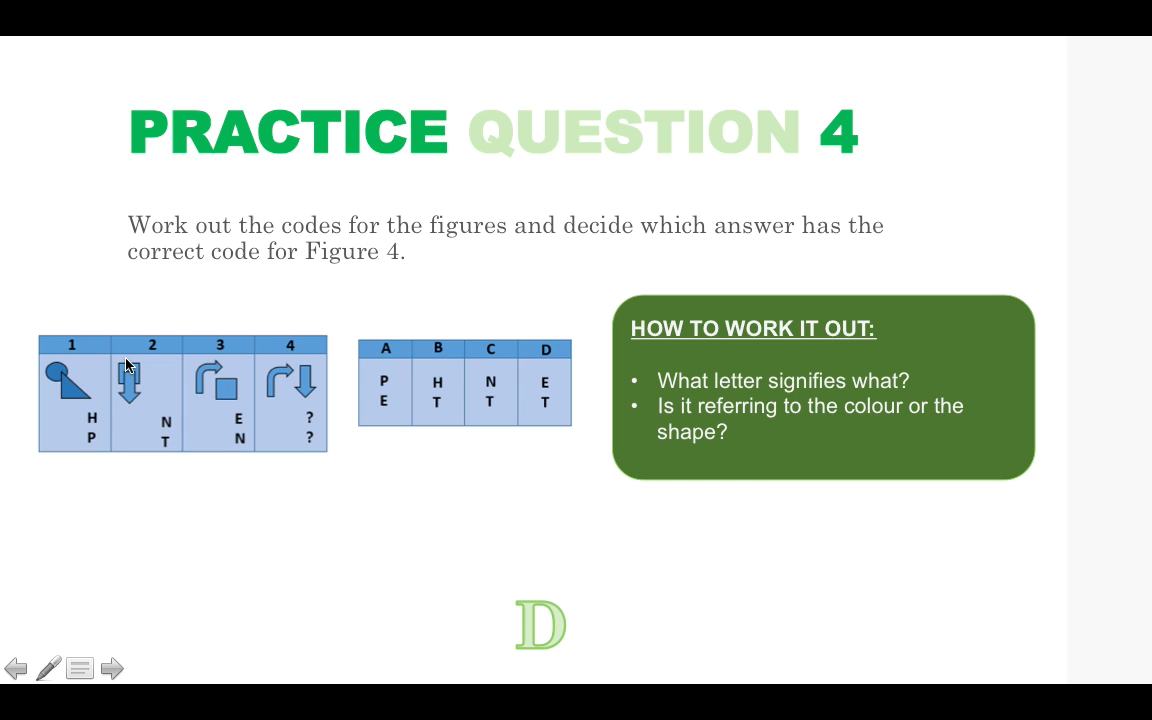 PRACTICE QUESTION 4
Work out the codes for the figures and decide which answer has the
correct code for Figure 4.
1 2 3 4
H N E ?
P T N ?
A B C D
P H N E
E T T T
HOW TO WORK IT OUT:
• What letter signifies what?
• Is it referring to the colour or the
shape?
D